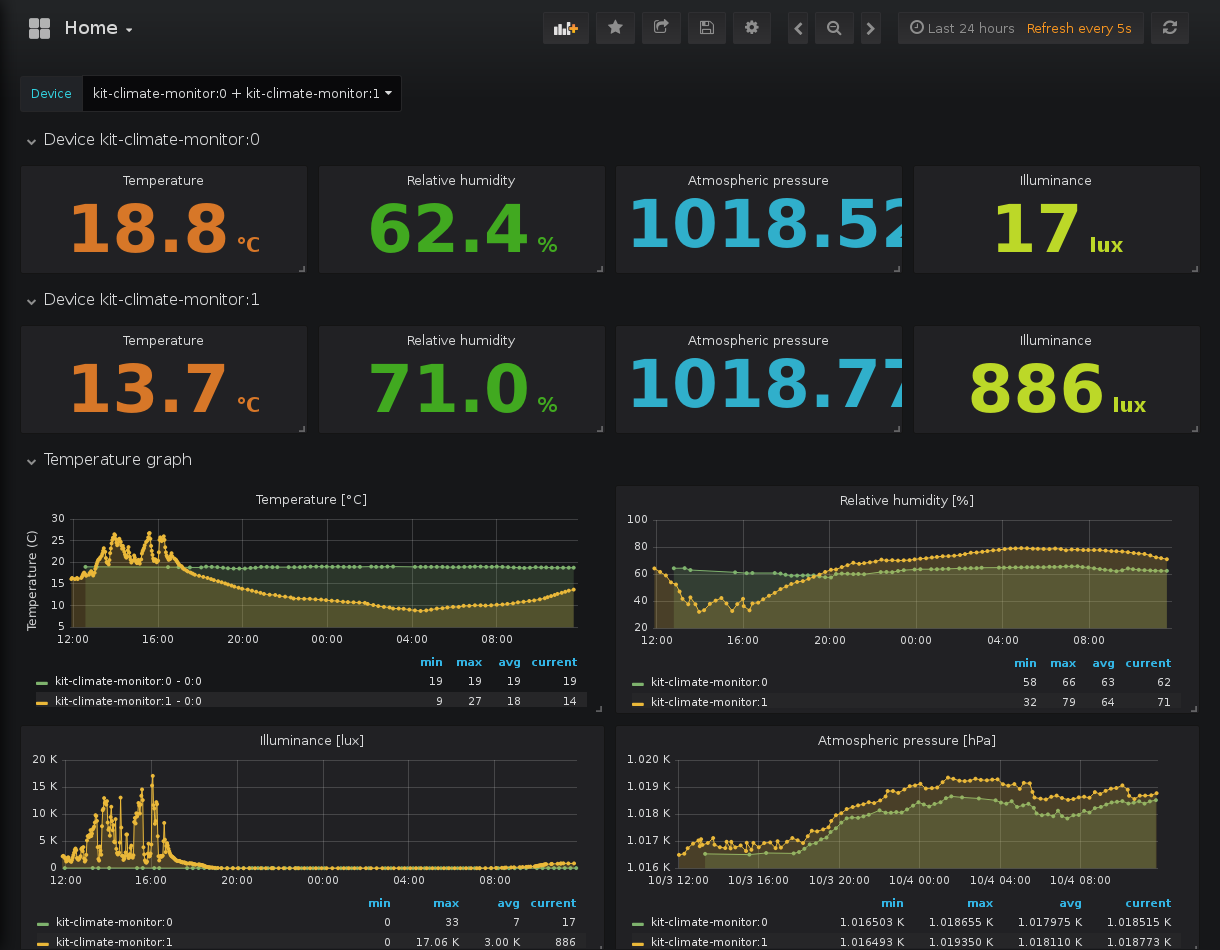 Home
Last 24 hours Refresh every 5s
Device kit-climate-monitor:0 + kit-climate-monitor:1
Device kit-climate-monitor:0
Temperature Relative humidity Atmospheric pressure Illuminance
18.8 °C 62.4 % 1018.52 17 lux
Device kit-climate-monitor:1
Temperature Relative humidity Atmospheric pressure Illuminance
13.7 °C 71.0 % 1018.77 886 lux
Temperature graph
Temperature [°C]
Temperature (C)
30
25
20
15
10
5
12:00 16:00 20:00 00:00 04:00 08:00
min max avg current
kit-climate-monitor:0 - 0:0 19 19 19 19
kit-climate-monitor:1 - 0:0 9 27 18 14
Relative humidity [%]
100
80
60
40
20
12:00 16:00 20:00 00:00 04:00 08:00
min max avg current
kit-climate-monitor:0 58 66 63 62
kit-climate-monitor:1 32 79 64 71
Illuminance [lux]
20 K
15 K
10 K
5 K
0
12:00 16:00 20:00 00:00 04:00 08:00
min max avg current
kit-climate-monitor:0 0 33 7 17
kit-climate-monitor:1 0 17.06 K 3.00 K 886
Atmospheric pressure [hPa]
1.020 K
1.019 K
1.018 K
1.017 K
1.016 K
10/3 12:00 10/3 16:00 10/3 20:00 10/4 00:00 10/4 04:00 10/4 08:00
min max avg current
kit-climate-monitor:0 1.016503 K 1.018655 K 1.017975 K 1.018515 K
kit-climate-monitor:1 1.016493 K 1.019350 K 1.018110 K 1.018773 K